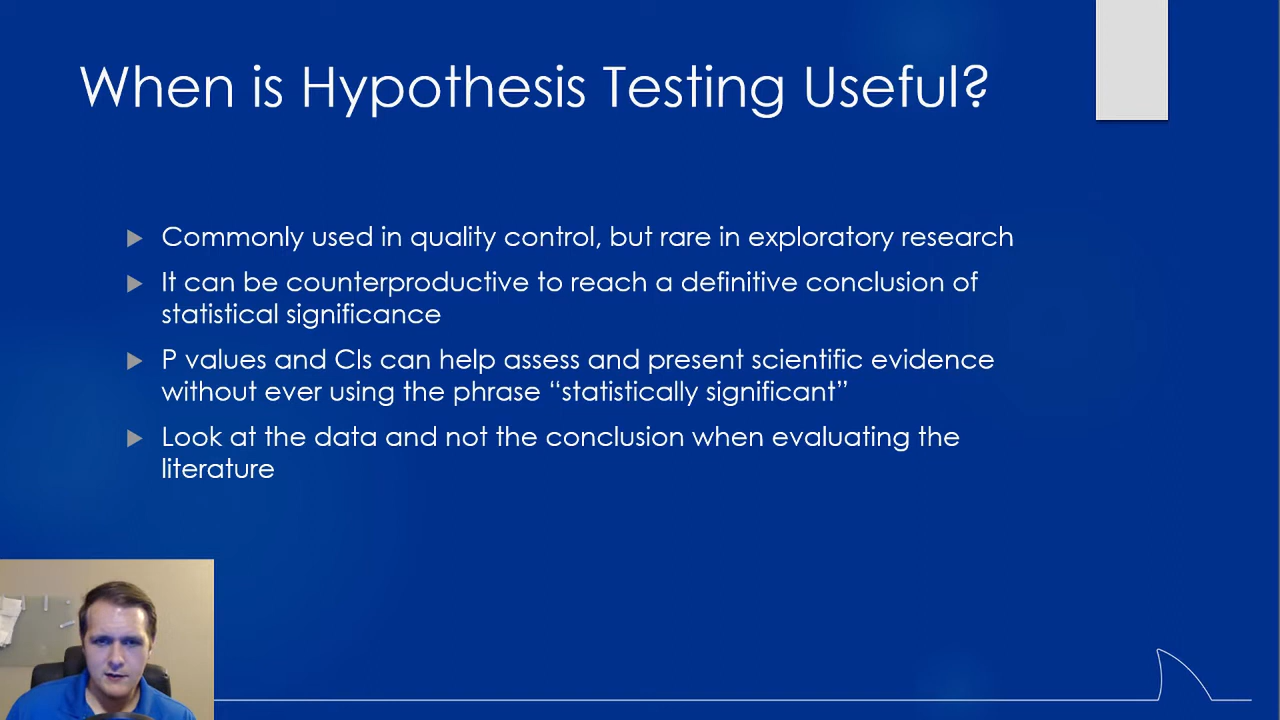 When is Hypothesis Testing Useful?
Commonly used in quality control, but rare in exploratory research
It can be counterproductive to reach a definitive conclusion of
statistical significance
P values and CIs can help assess and present scientific evidence
without ever using the phrase “statistically significant”
Look at the data and not the conclusion when evaluating the
literature